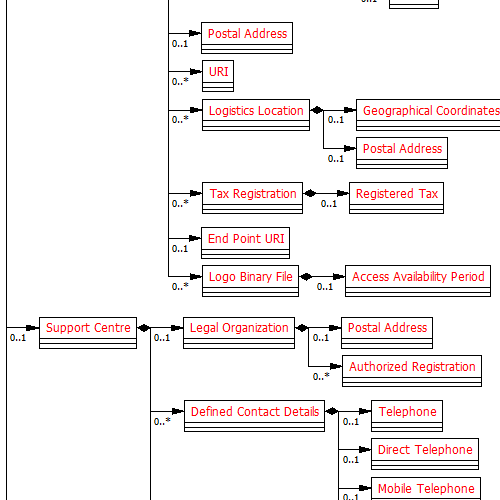 0..1
Postal Address
0..1
URI
0..*
Logistics Location
0..*
Geographical Coordinates
0..1
Postal Address
0..1
Tax Registration
0..*
Registered Tax
0..1
End Point URI
0..1
Logo Binary File
0..*
Access Availability Period
0..1
Support Centre
0..1
Legal Organization
0..1
Postal Address
0..1
Authorized Registration
0..*
Defined Contact Details
0..*
Telephone
0..1
Direct Telephone
0..1
Mobile Telephone
0..1